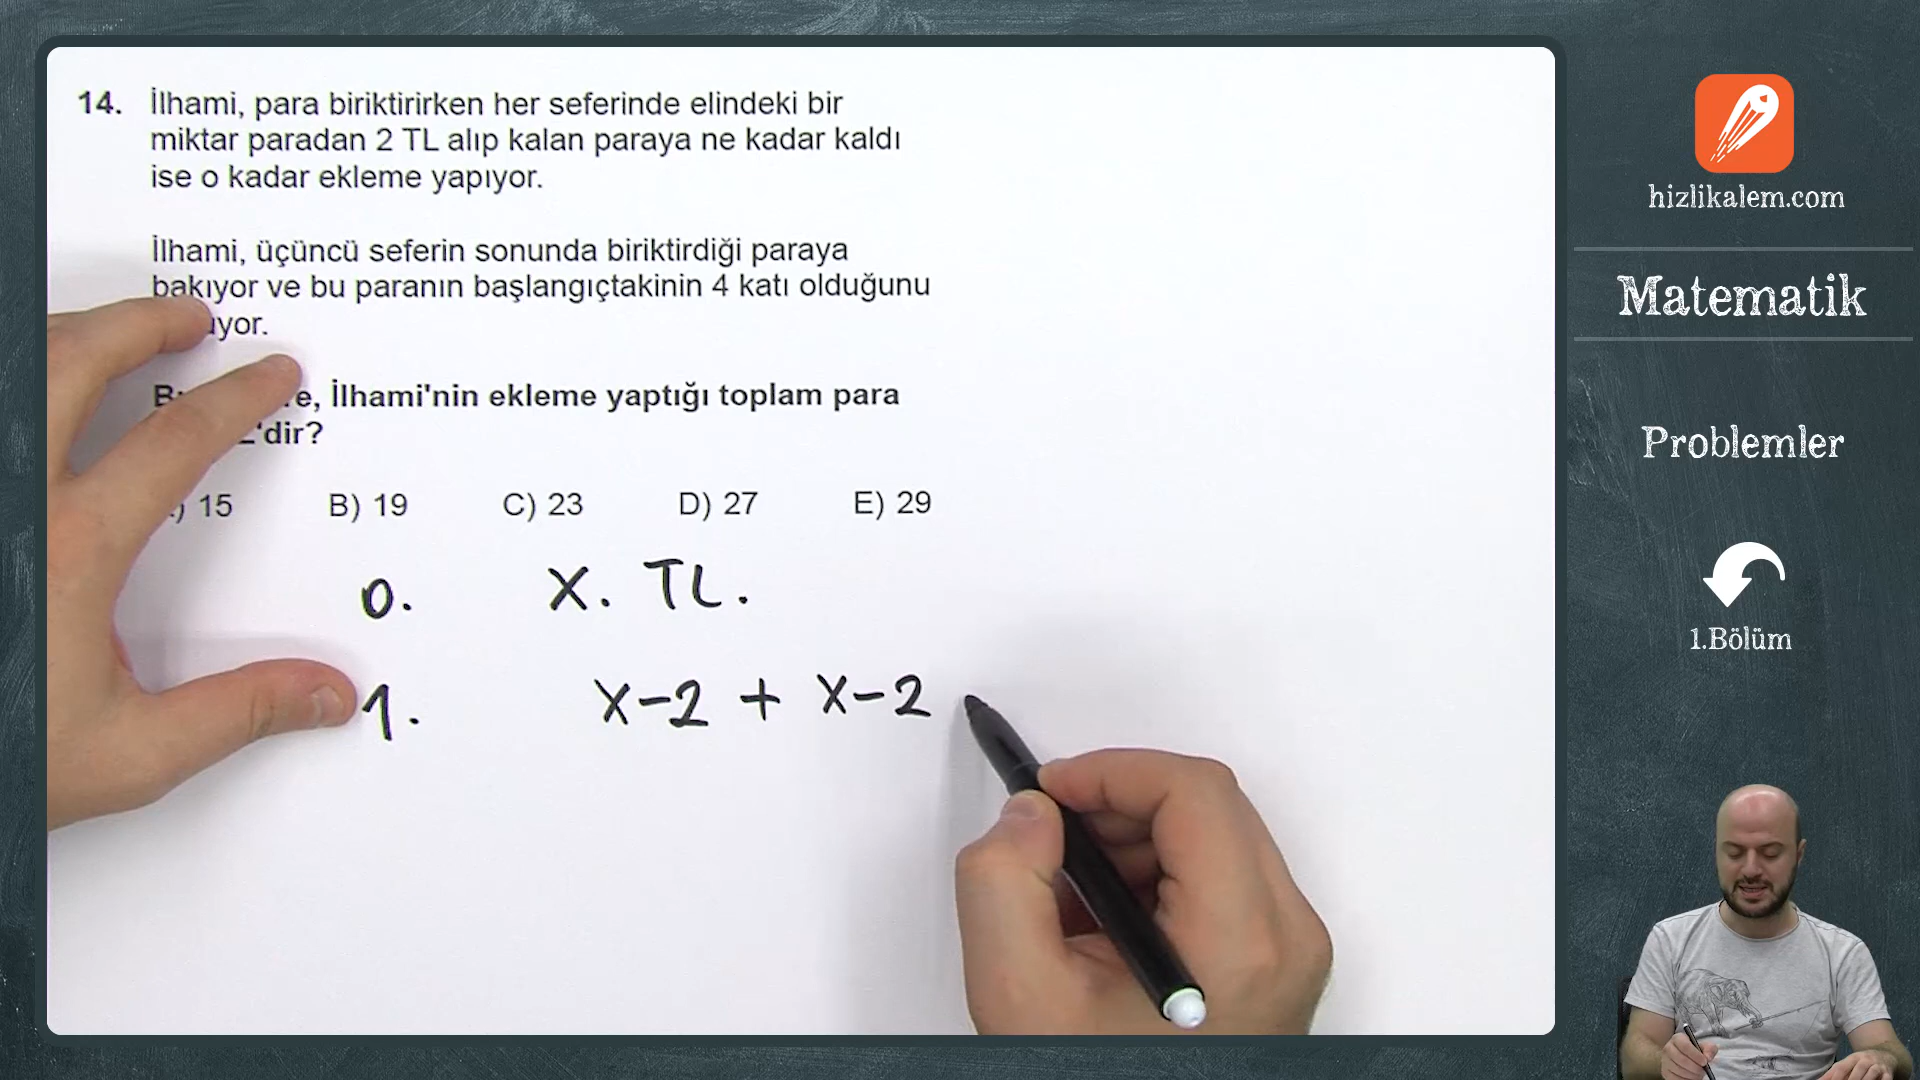 14. İlhami, para biriktirirken her seferinde elindeki bir
miktar paradan 2 TL alıp kalan paraya ne kadar kaldı
ise o kadar ekleme yapıyor.
İlhami, üçüncü seferin sonunda biriktirdiği paraya
bakıyor ve bu paranın başlangıçtakinin 4 katı olduğunu
İlhami'nin ekleme yaptığı toplam para
'dir?
15 B) 19 C) 23 D) 27 E) 29
0. X. TL.
1. x-2 + x-2
hizlikalem.com
Matematik
Problemler
1.Bölüm